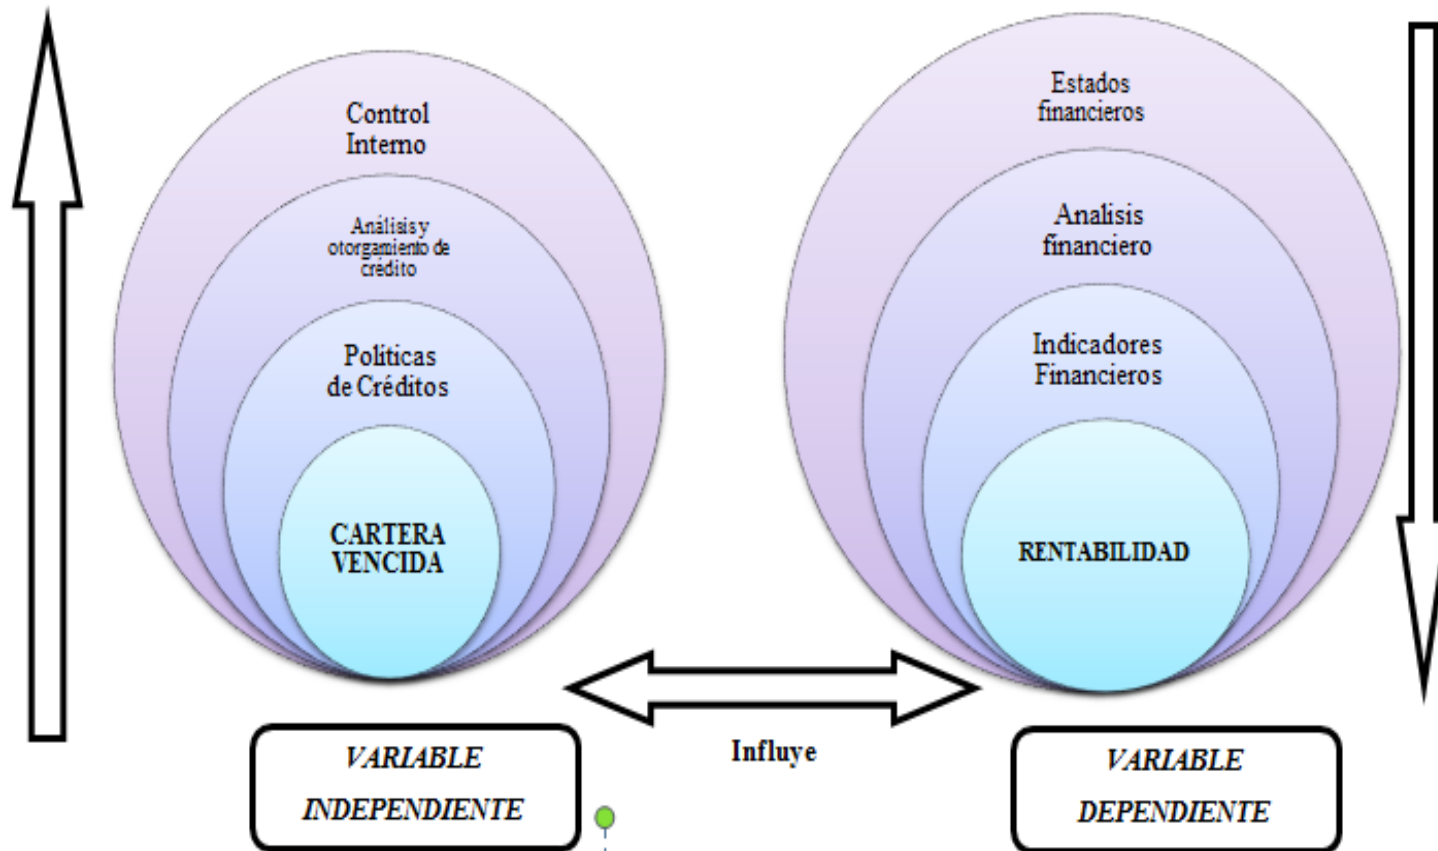 Control
Interno
Análisis y
otorgamiento de
crédito
Políticas
de Créditos
CARTERA
VENCIDA
Estados
financieros
Analisis
financiero
Indicadores
Financieros
RENTABILIDAD
Influye
VARIABLE
INDEPENDIENTE
VARIABLE
DEPENDIENTE